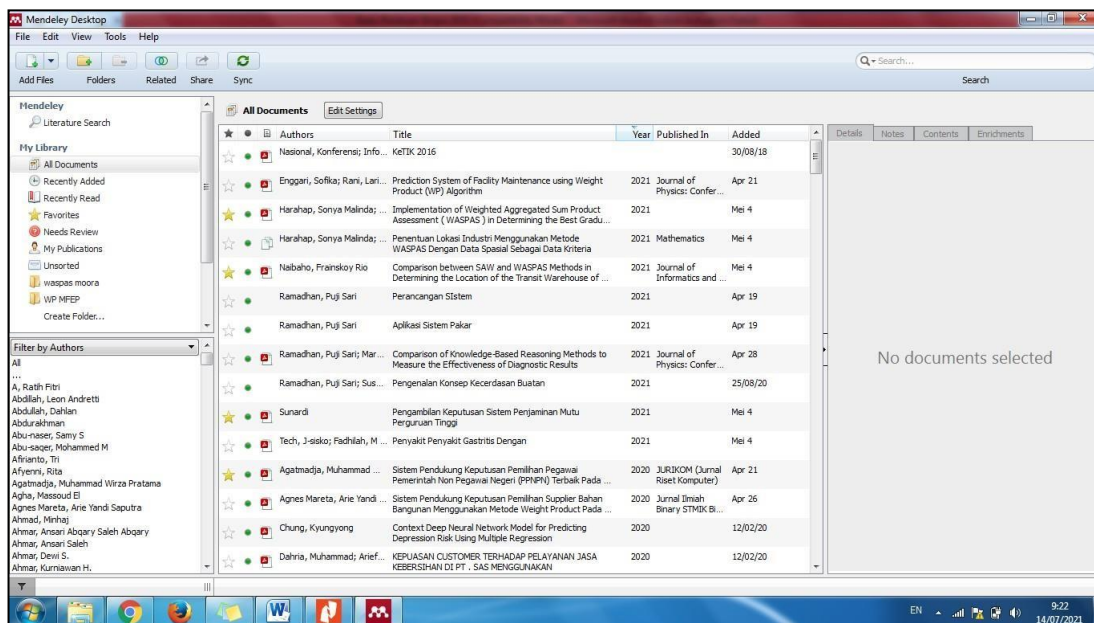 Mendeley Desktop
File Edit View Tools Help
Add Files Folders Related Share Sync
Search...
Search
Mendeley
Literature Search
My Library
All Documents
Recently Added
Recently Read
Favorites
Needs Review
My Publications
Unsorted
waspas moora
WP MFEP
Create Folder...
Filter by Authors
All
...
A, Ratih Fitri
Abdillah, Leon Andretti
Abdullah, Dahlan
Abdurakhman
Abu-naser, Samy S
Abu-saqer, Mohammed M
Afrianto, Tri
Afyenni, Rita
Agatmadja, Muhammad Wirza Pratama
Agha, Massoud El
Agnes Mareta, Arie Yandi Saputra
Ahmad, Minhaj
Ahmar, Ansari Abqary Saleh Abqary
Ahmar, Ansari Saleh
Ahmar, Dewi S.
Ahmar, Kurniawan H.
All Documents Edit Settings
Authors Title Year Published In Added
Nasional, Konferensi; Info... KeTIK 2016 30/08/18
Enggari, Sofika; Rani, Lari... Prediction System of Facility Maintenance using Weight 2021 Journal of Apr 21
Product (WP) Algorithm Physics: Confer...
Harahap, Sonya Malinda; ... Implementation of Weighted Aggregated Sum Product 2021 Mei 4
Assessment ( WASPAS ) in Determining the Best Gradu...
Harahap, Sonya Malinda; ... Penentuan Lokasi Industri Menggunakan Metode 2021 Mathematics Mei 4
WASPAS Dengan Data Spasial Sebagai Data Kriteria
Naibaho, Frainskoy Rio Comparison between SAW and WASPAS Methods in 2021 Journal of Mei 4
Determining the Location of the Transit Warehouse of ... Informatics and ...
Ramadhan, Puji Sari Perancangan SIstem 2021 Apr 19
Ramadhan, Puji Sari Aplikasi Sistem Pakar 2021 Apr 19
Ramadhan, Puji Sari; Mar... Comparison of Knowledge-Based Reasoning Methods to 2021 Journal of Apr 28
Measure the Effectiveness of Diagnostic Results Physics: Confer...
Ramadhan, Puji Sari; Sus... Pengenalan Konsep Kecerdasan Buatan 2021 25/08/20
Sunardi Pengambilan Keputusan Sistem Penjaminan Mutu 2021 Mei 4
Perguruan Tinggi
Tech, J-sisko; Fadhilah, M ... Penyakit Penyakit Gastritis Dengan 2021 Mei 4
Agatmadja, Muhammad ... Sistem Pendukung Keputusan Pemilihan Pegawai 2020 JURIKOM (Jurnal Apr 21
Pemerintah Non Pegawai Negeri (PPNPN) Terbaik Pada ... Riset Komputer)
Agnes Mareta, Arie Yandi ... Sistem Pendukung Keputusan Pemilihan Supplier Bahan 2020 Jurnal Ilmiah Apr 26
Bangunan Menggunakan Metode Weight Product Pada ... Binary STMIK Bi...
Chung, Kyungyong Context Deep Neural Network Model for Predicting 2020 12/02/20
Depression Risk Using Multiple Regression
Dahria, Muhammad; Arief... KEPUASAN CUSTOMER TERHADAP PELAYANAN JASA 2020 12/02/20
KEBERSIHAN DI PT . SAS MENGGUNAKAN
Details Notes Contents Enrichments
No documents selected
EN 9:22
14/07/2021